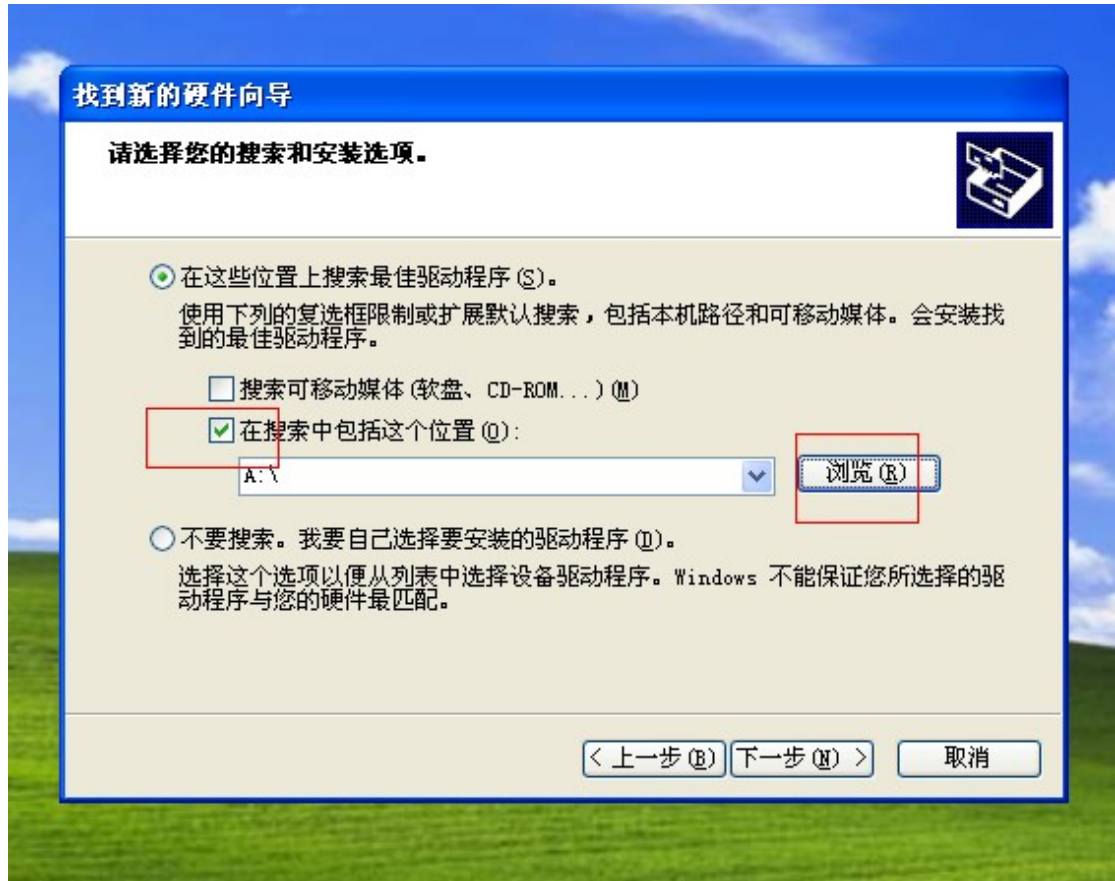 找到新的硬件向导
请选择您的搜索和安装选项。
在这些位置上搜索最佳驱动程序(S)。
使用下列的复选框限制或扩展默认搜索，包括本机路径和可移动媒体。会安装找
到的最佳驱动程序。
搜索可移动媒体(软盘、CD-ROM...)(M)
在搜索中包括这个位置(O):
A:\
浏览(R)
不要搜索。我要自己选择要安装的驱动程序(D)。
选择这个选项以便从列表中选择设备驱动程序。Windows 不能保证您所选择的驱
动程序与您的硬件最匹配。
< 上一步(B) 下一步(N) > 取消